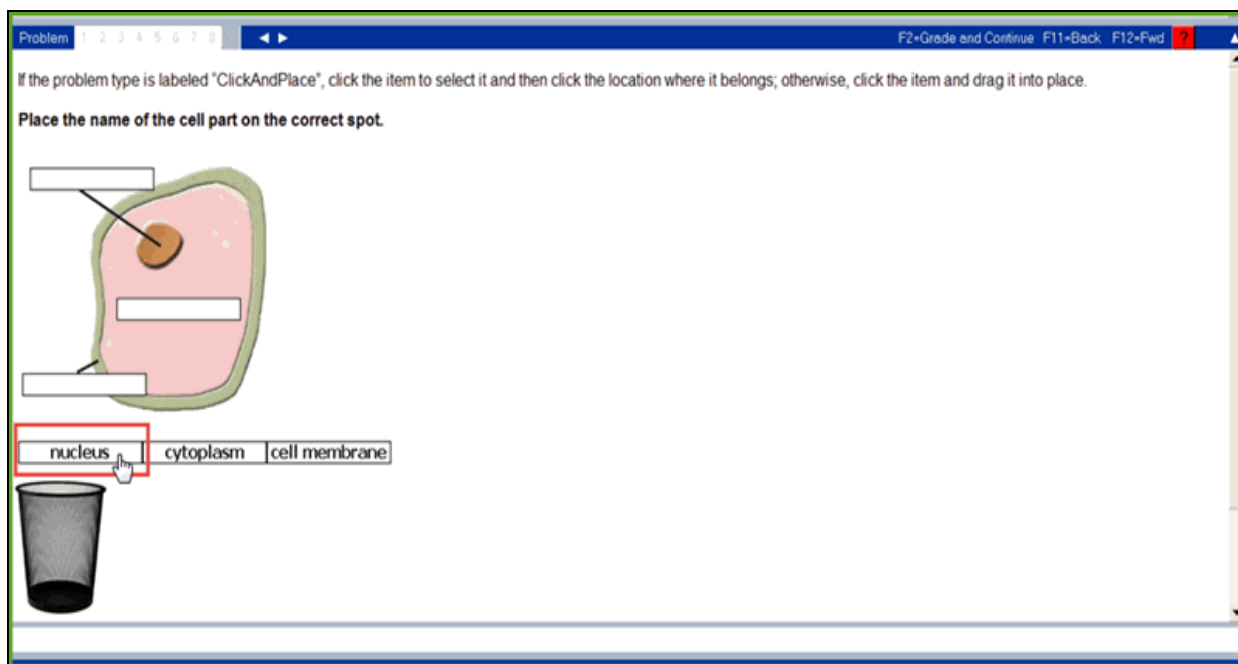 Problem 1 2 3 4 5 6 7 8 F2=Grade and Continue F11=Back F12=Fwd ?
If the problem type is labeled "ClickAndPlace", click the item to select it and then click the location where it belongs; otherwise, click the item and drag it into place.
Place the name of the cell part on the correct spot.
nucleus cytoplasm cell membrane